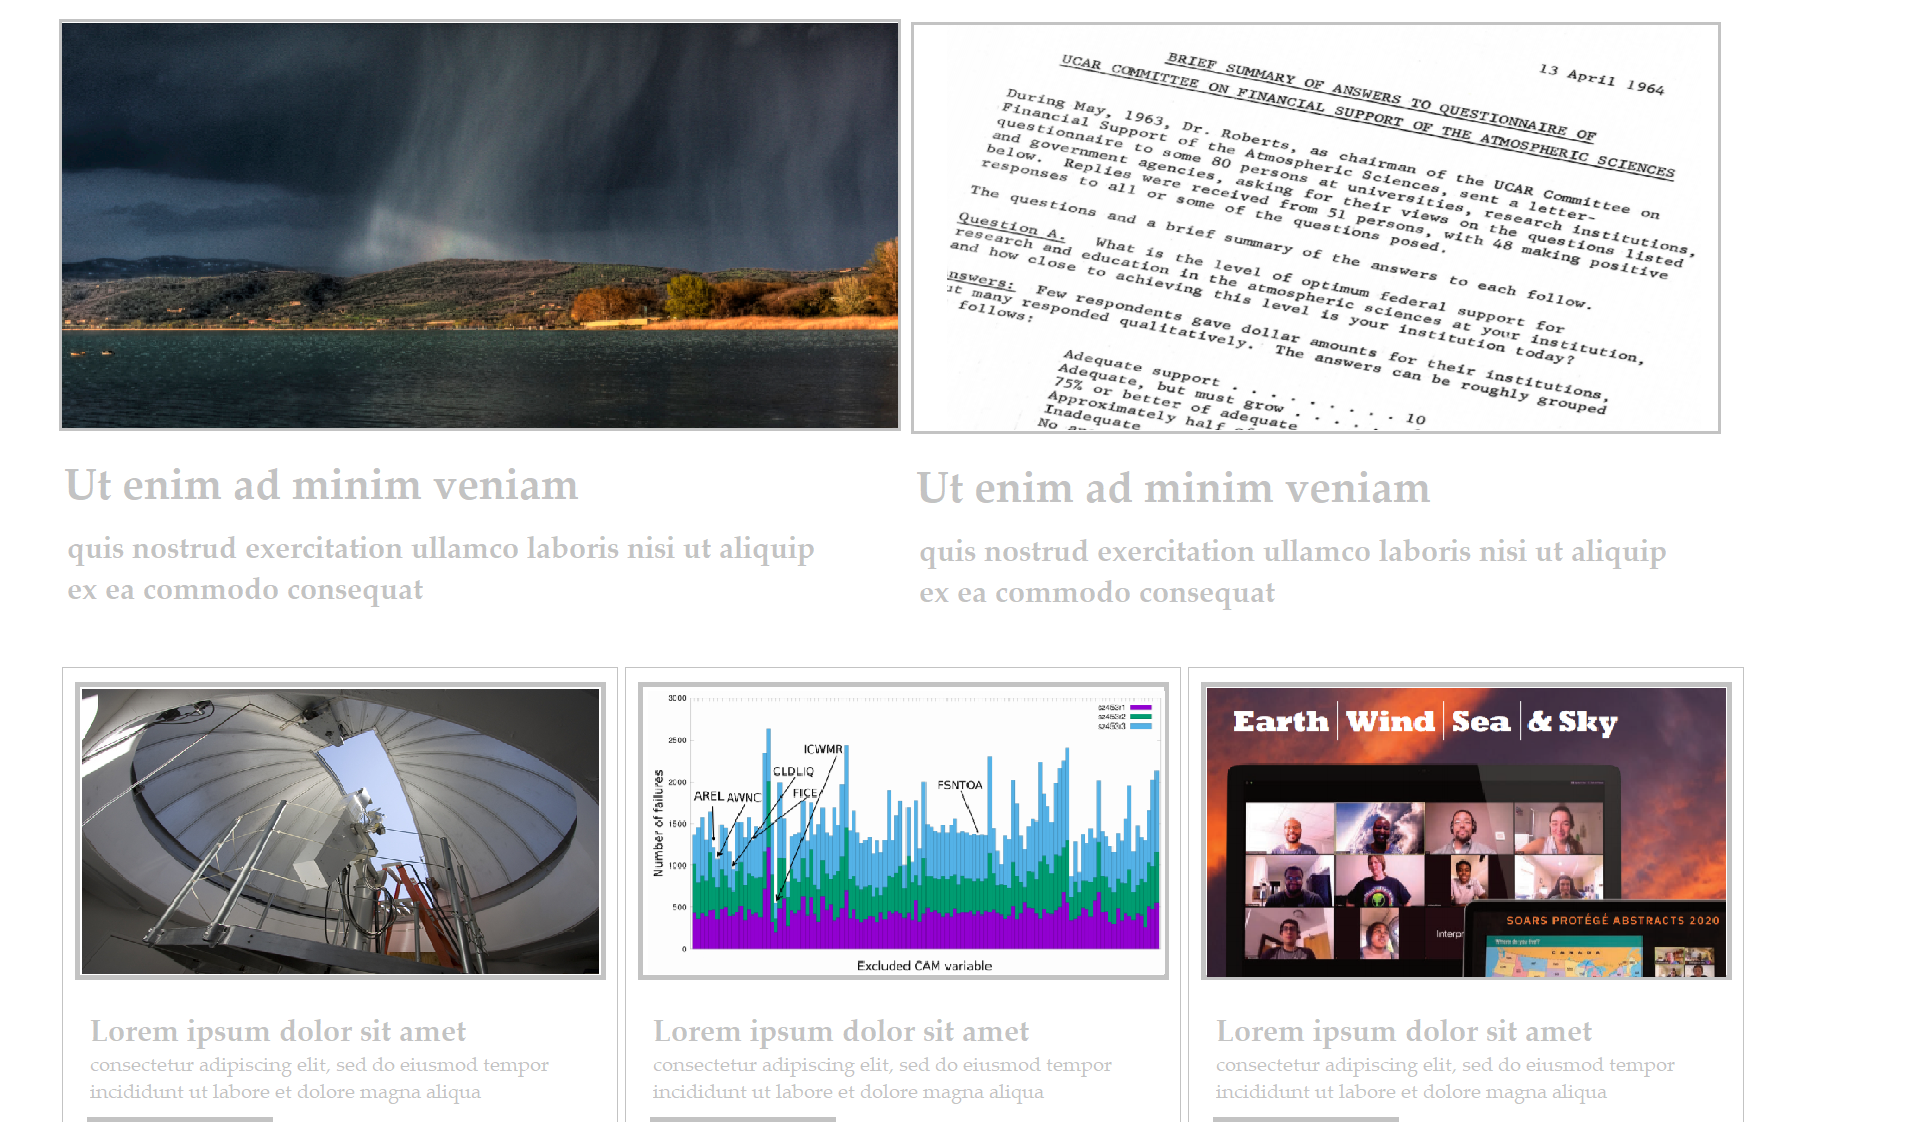 13 April 1964
BRIEF SUMMARY OF ANSWERS TO QUESTIONNAIRE OF
UCAR COMMITTEE ON FINANCIAL SUPPORT OF THE ATMOSPHERIC SCIENCES
During May, 1963, Dr. Roberts, as chairman of the UCAR Committee on
Financial Support of the Atmospheric Sciences, sent a letter-
questionnaire to some 80 persons at universities, research institutions,
and government agencies, asking for their views on the questions listed
below. Replies were received from 51 persons, with 48 making positive
responses to all or some of the questions posed.
The questions and a brief summary of the answers to each follow.
Question A. What is the level of optimum federal support for
research and education in the atmospheric sciences at your institution,
and how close to achieving this level is your institution today?
nswers: Few respondents gave dollar amounts for their institutions,
ut many responded qualitatively. The answers can be roughly grouped
follows:
Adequate support . . . . . . . . 10
Adequate, but must grow . . . .
75% or better of adequate
Approximately half
Inadequate
No
Ut enim ad minim veniam
quis nostrud exercitation ullamco laboris nisi ut aliquip
ex ea commodo consequat
Ut enim ad minim veniam
quis nostrud exercitation ullamco laboris nisi ut aliquip
ex ea commodo consequat
3000
2500
2000
1500
1000
500
0
Number of failures
sz453r1
sz453r2
sz453r3
ICWMR
CLDLIQ
FICE
AREL
AWNC
FSNTOA
Excluded CAM variable
Earth Wind Sea & Sky
Interpr
SOARS PROTÉGÉ ABSTRACTS 2020
Where do you live?
CANADA
Lorem ipsum dolor sit amet
consectetur adipiscing elit, sed do eiusmod tempor
incididunt ut labore et dolore magna aliqua
Lorem ipsum dolor sit amet
consectetur adipiscing elit, sed do eiusmod tempor
incididunt ut labore et dolore magna aliqua
Lorem ipsum dolor sit amet
consectetur adipiscing elit, sed do eiusmod tempor
incididunt ut labore et dolore magna aliqua